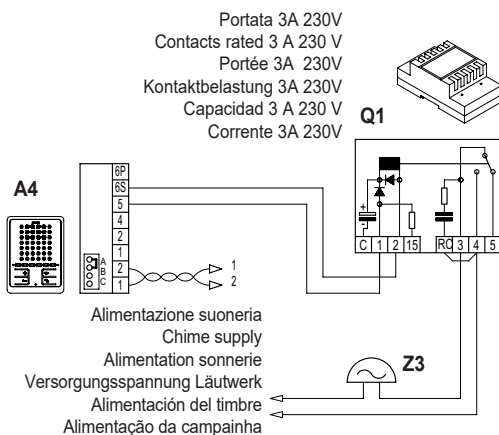 Portata 3A 230V
Contacts rated 3 A 230 V
Portée 3A 230V
Kontaktbelastung 3A 230V
Capacidad 3 A 230 V
Corrente 3A 230V
Q1
A4
6P
6S
5
4
2
1
2
1
A
B
C
1
2
+
-
C 1 2 15 RC 3 4 5
Alimentazione suoneria
Chime supply
Alimentation sonnerie
Versorgungsspannung Läutwerk
Alimentación del timbre
Alimentação da campainha
Z3